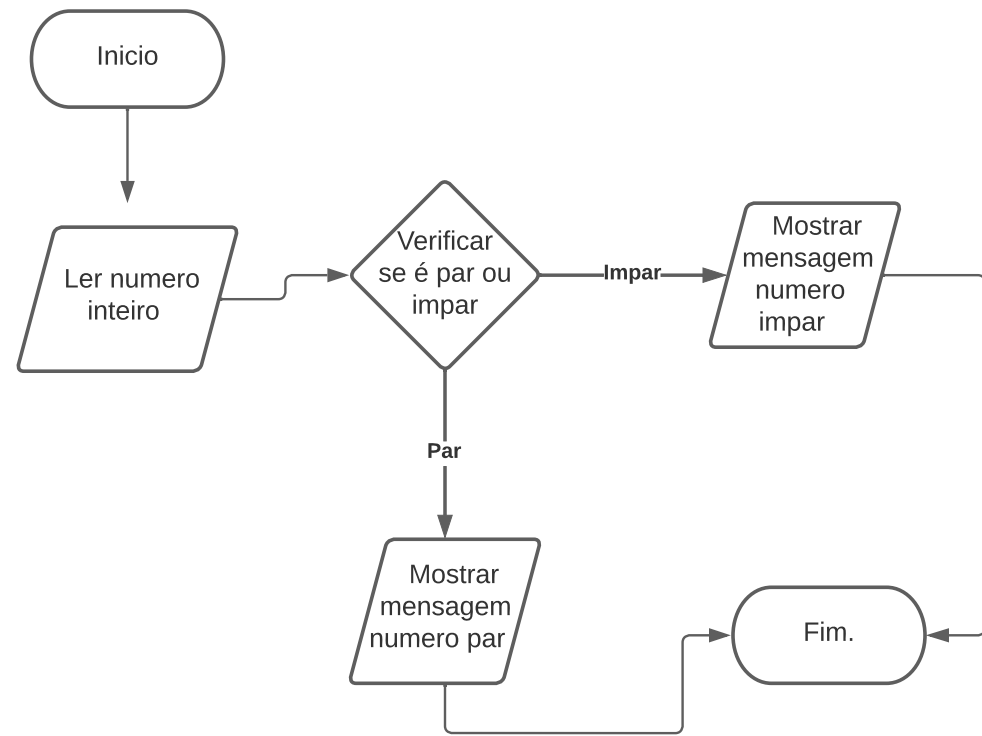 Inicio
Ler numero
inteiro
Verificar
se é par ou
impar
Impar
Mostrar
mensagem
numero
impar
Par
Mostrar
mensagem
numero par
Fim.